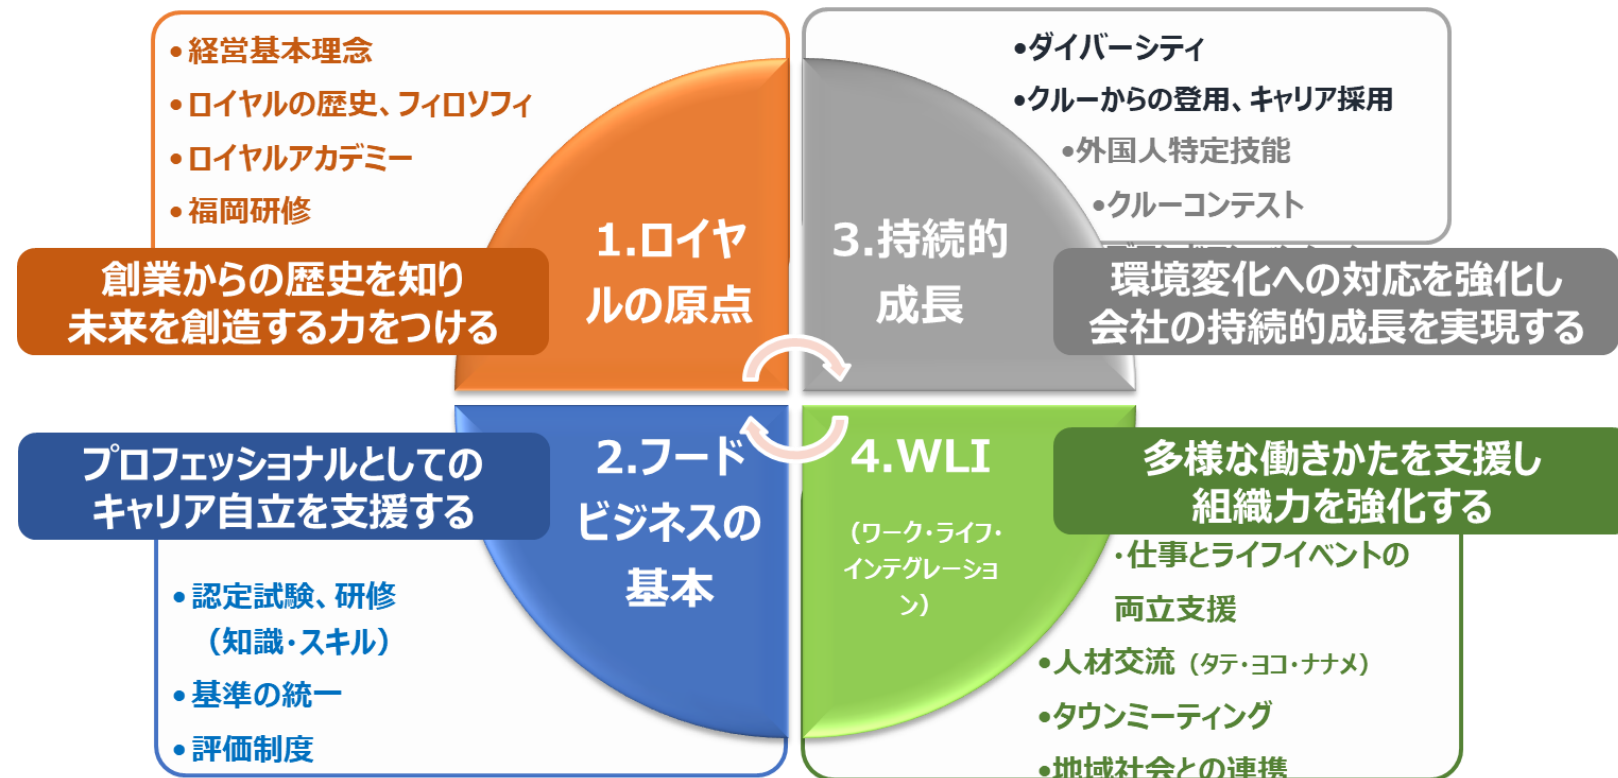 •経営基本理念
•ロイヤルの歴史、フィロソフィ
•ロイヤルアカデミー
•福岡研修
創業からの歴史を知り
未来を創造する力をつける
1.ロイヤ
ルの原点
•ダイバーシティ
•クルーからの登用、キャリア採用
•外国人特定技能
•クルーコンテスト
3.持続的
成長
環境変化への対応を強化し
会社の持続的成長を実現する
プロフェッショナルとしての
キャリア自立を支援する
2.フード
ビジネスの
基本
•認定試験、研修
（知識・スキル）
•基準の統一
•評価制度
4.WLI
（ワーク・ライフ・
インテグレーショ
ン）
多様な働きかたを支援し
組織力を強化する
・仕事とライフイベントの
両立支援
•人材交流（タテ・ヨコ・ナナメ）
•タウンミーティング
•地域社会との連携